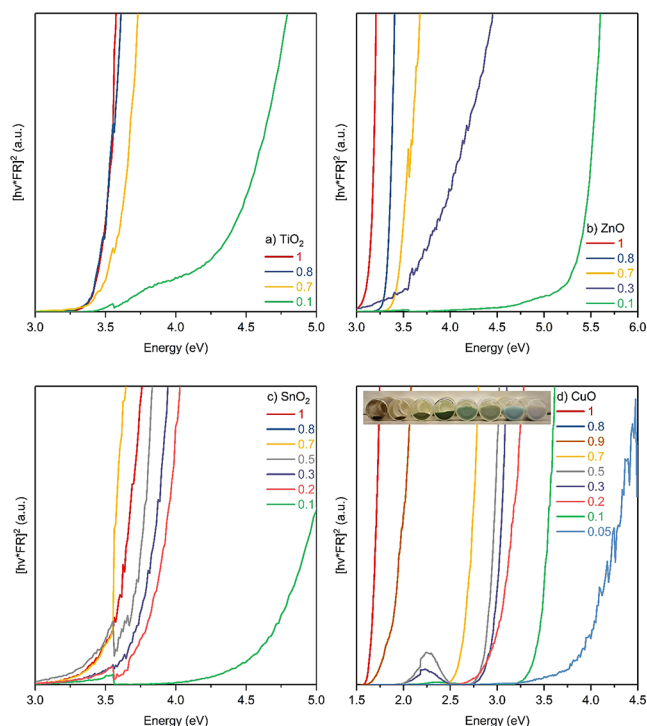 [hν*FR]² (a.u.)
a) TiO₂
1
0.8
0.7
0.1
3.0 3.5 4.0 4.5 5.0
Energy (eV)
[hν*FR]² (a.u.)
b) ZnO
1
0.8
0.7
0.3
0.1
3.0 3.5 4.0 4.5 5.0 5.5 6.0
Energy (eV)
[hν*FR]² (a.u.)
c) SnO₂
1
0.8
0.7
0.5
0.3
0.2
0.1
3.0 3.5 4.0 4.5 5.0
Energy (eV)
[hν*FR]² (a.u.)
d) CuO
1
0.8
0.9
0.7
0.5
0.3
0.2
0.1
0.05
1.5 2.0 2.5 3.0 3.5 4.0 4.5
Energy (eV)